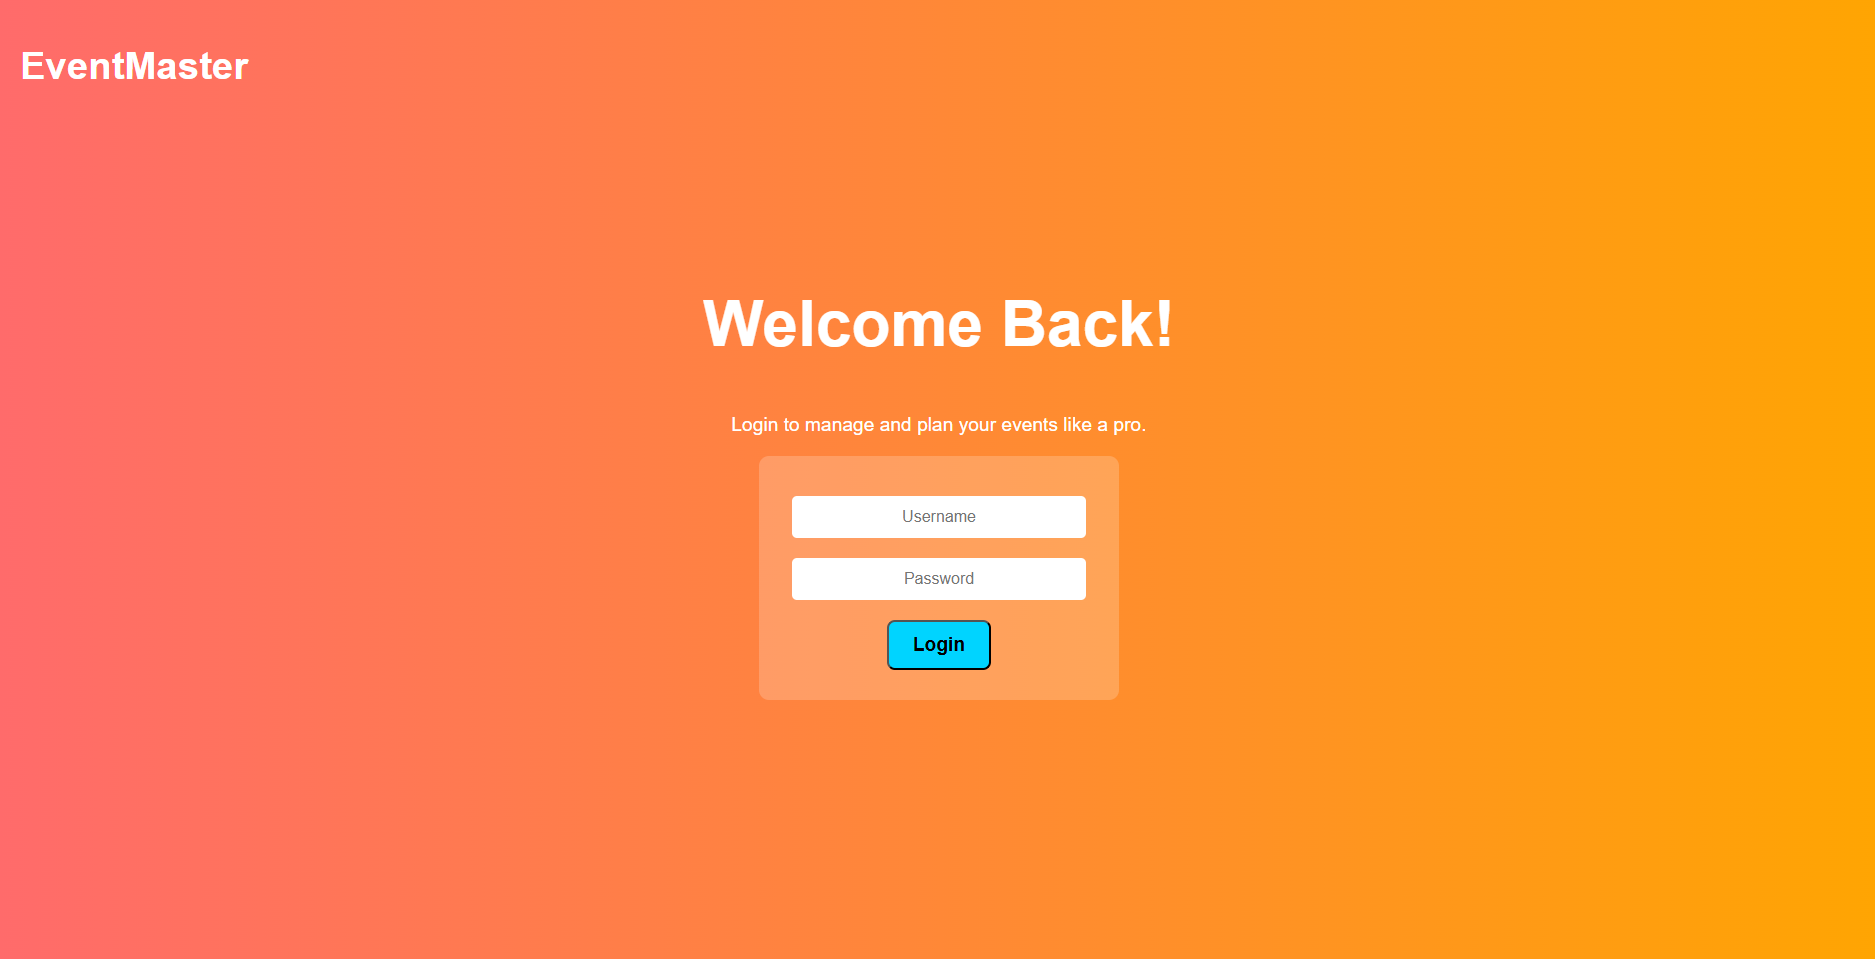 EventMaster
Welcome Back!
Login to manage and plan your events like a pro.
Username
Password
Login